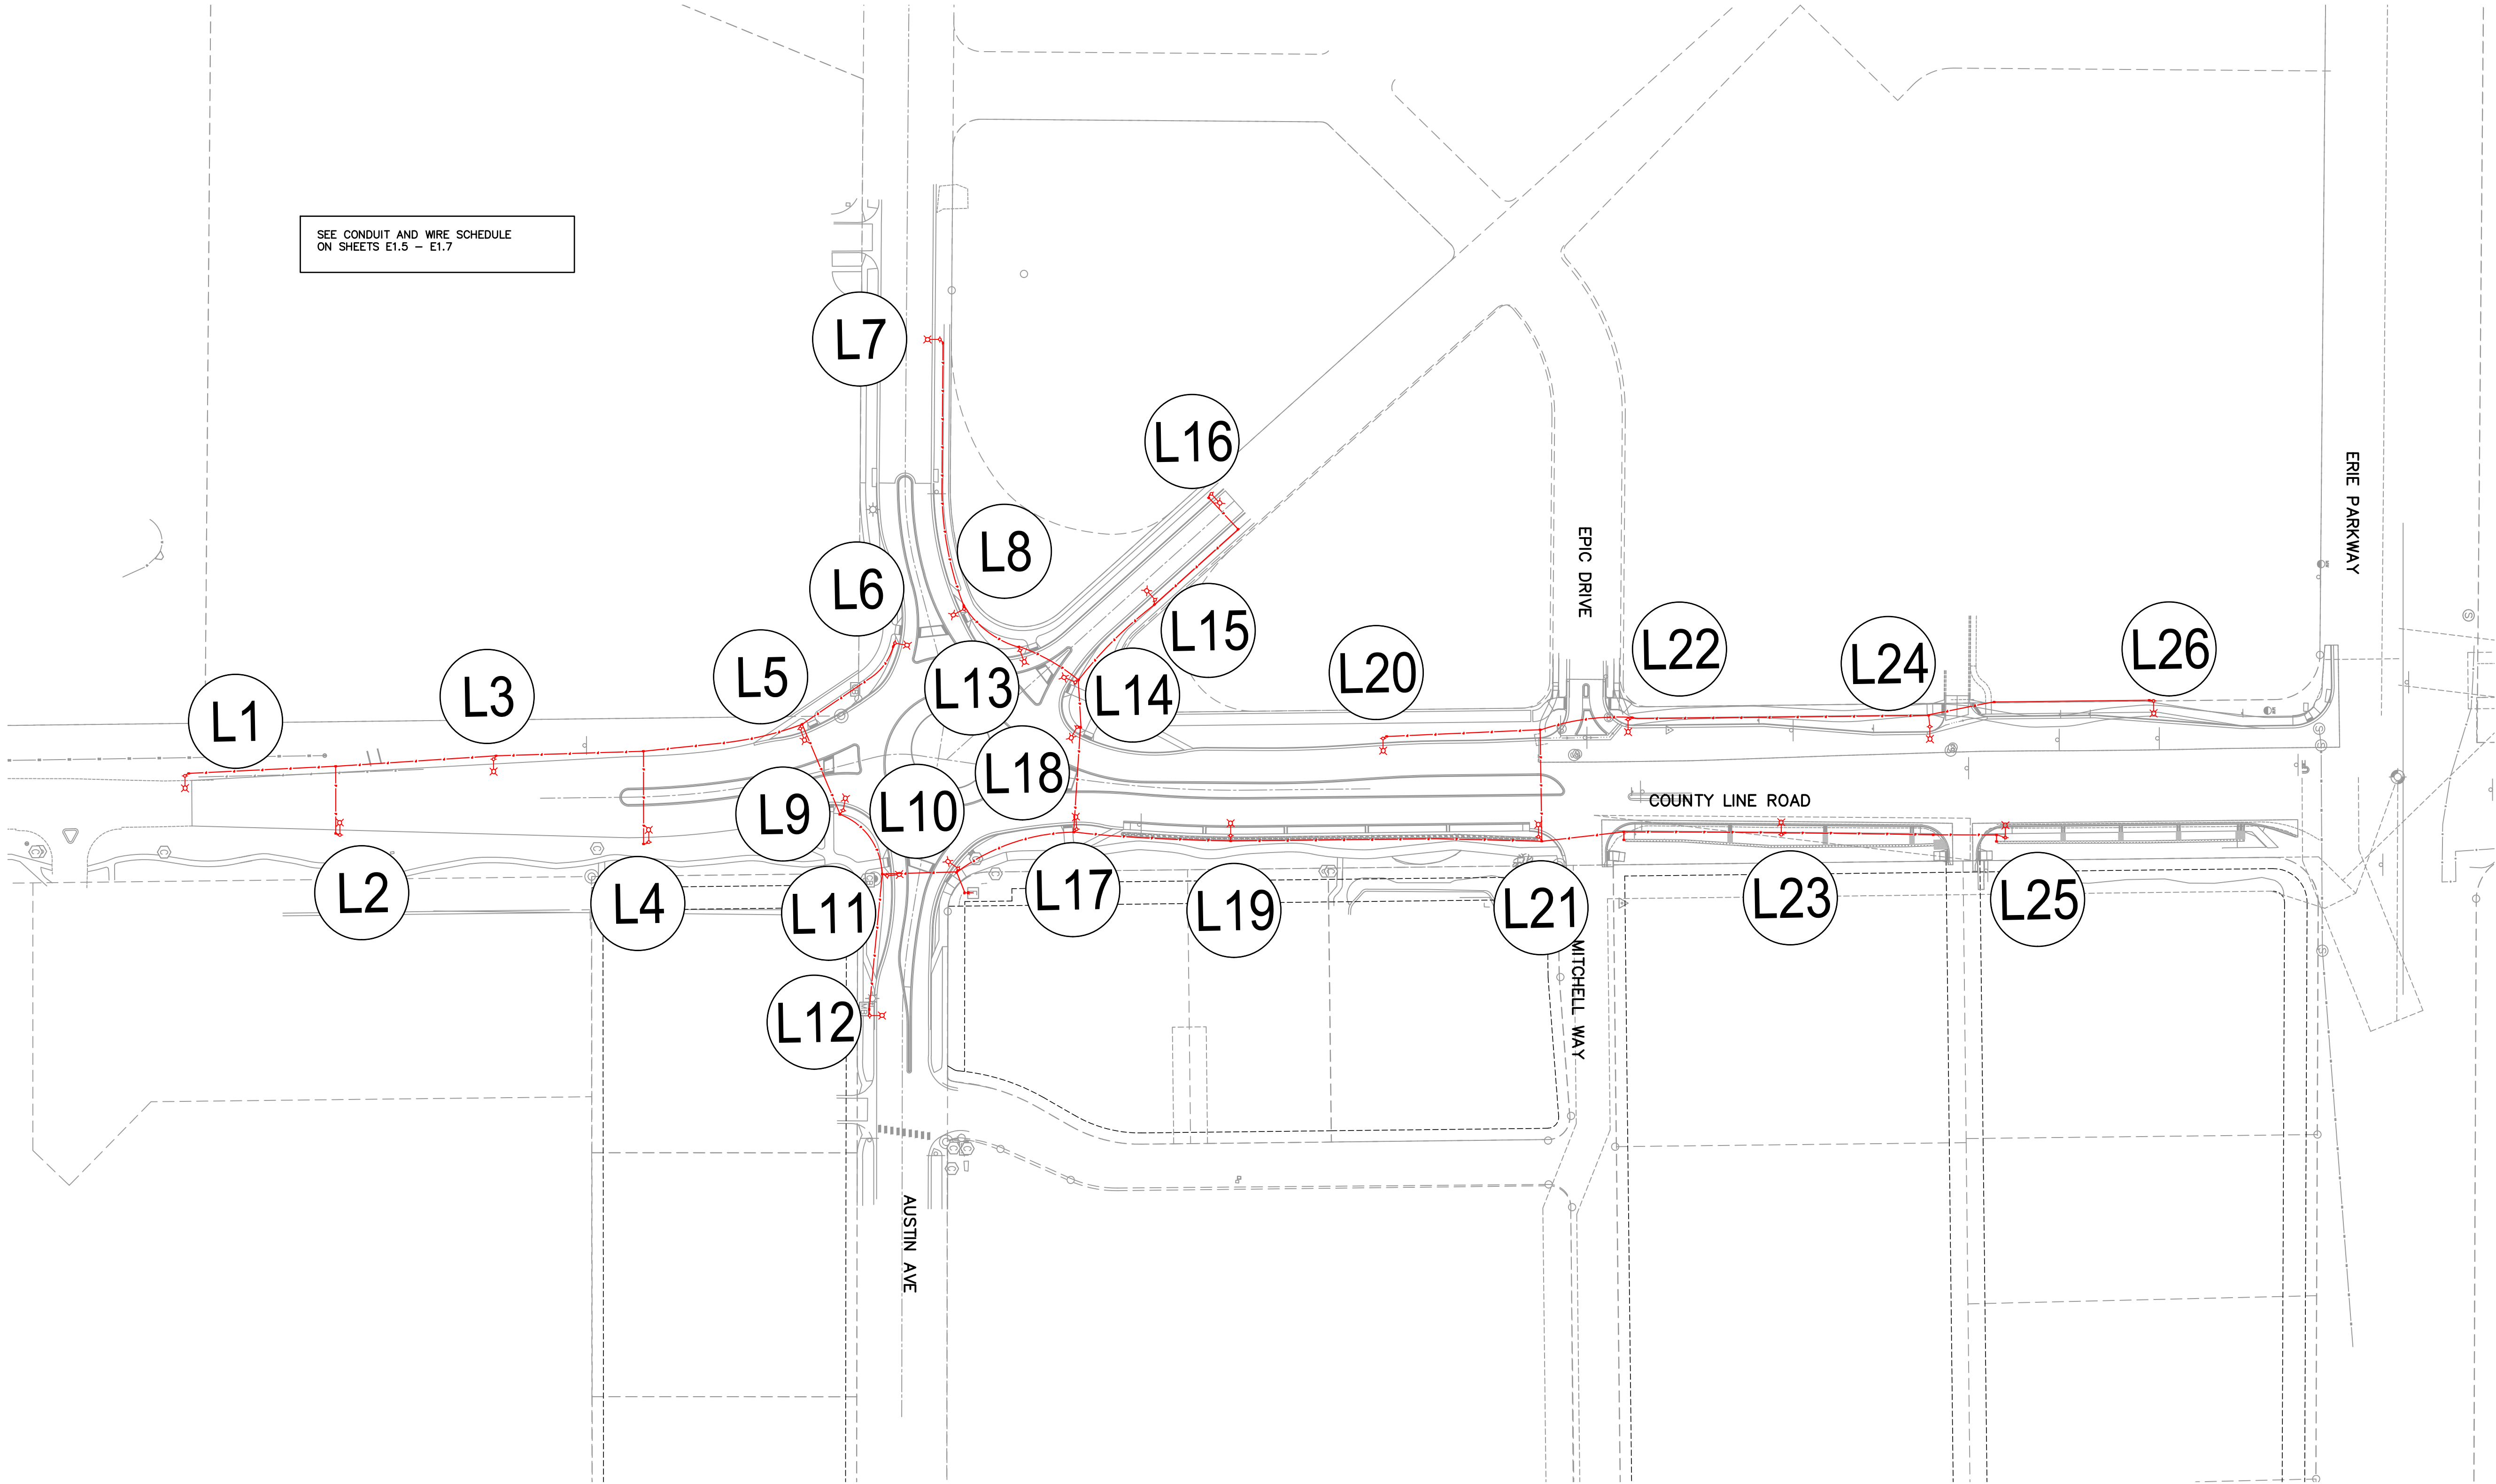 SEE CONDUIT AND WIRE SCHEDULE
ON SHEETS E1.5 – E1.7
L7
L16
L8
L6
L15
L5
L13
L14
L20
L22
L24
L26
L3
L1
L18
L9
L10
L2
L4
L11
L17
L19
L21
L23
L25
L12
EPIC DRIVE
ERIE PARKWAY
COUNTY LINE ROAD
MITCHELL WAY
AUSTIN AVE